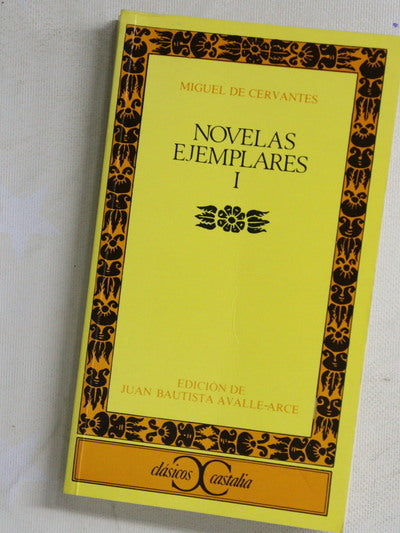 MIGUEL DE CERVANTES
NOVELAS
EJEMPLARES
I
EDICIÓN DE
JUAN BAUTISTA AVALLE-ARCE
clásicos castalia